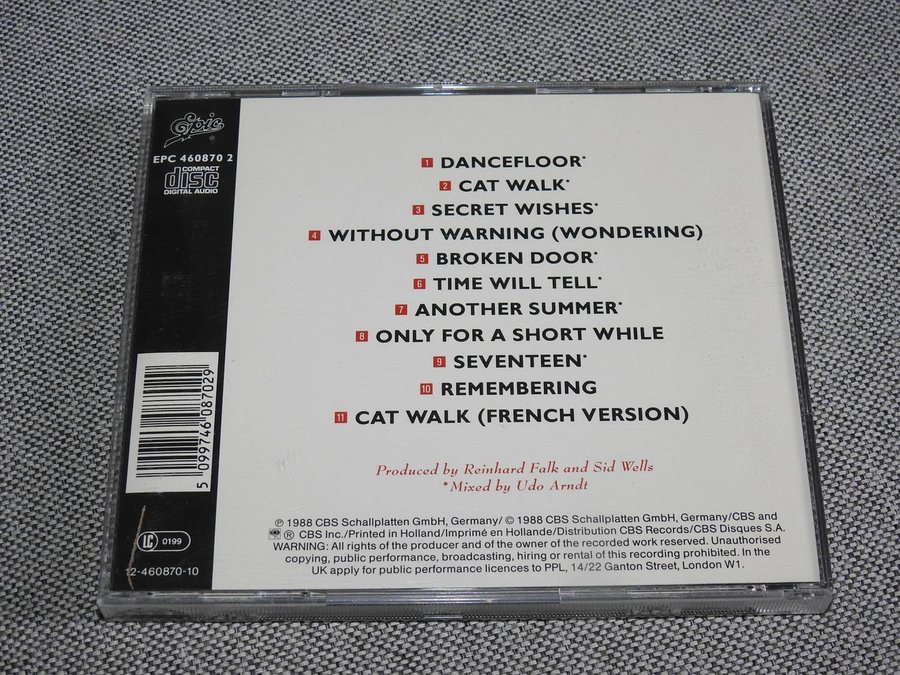 Epic
®
EPC 460870 2
COMPACT
disc
DIGITAL AUDIO
1 DANCEFLOOR*
2 CAT WALK*
3 SECRET WISHES*
4 WITHOUT WARNING (WONDERING)
5 BROKEN DOOR*
6 TIME WILL TELL*
7 ANOTHER SUMMER*
8 ONLY FOR A SHORT WHILE
9 SEVENTEEN*
10 REMEMBERING
11 CAT WALK (FRENCH VERSION)
5 099746 087029
Produced by Reinhard Falk and Sid Wells
*Mixed by Udo Arndt
℗ 1988 CBS Schallplatten GmbH, Germany/ © 1988 CBS Schallplatten GmbH, Germany/CBS and
® CBS Inc./Printed in Holland/Imprimé en Hollande/Distribution CBS Records/CBS Disques S.A.
WARNING: All rights of the producer and of the owner of the recorded work reserved. Unauthorised
copying, public performance, broadcasting, hiring or rental of this recording prohibited. In the
UK apply for public performance licences to PPL, 14/22 Ganton Street, London W1.
LC 0199
12-460870-10